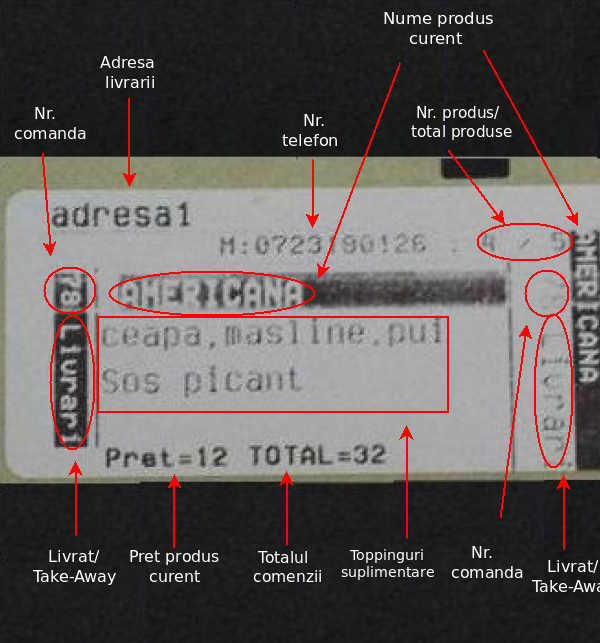 Nume produs
curent
Adresa
livrarii
Nr.
comanda
Nr.
telefon
Nr. produs/
total produse
adresa1
M:0723190126 : 4 / 5
78 Livrari
AMERICANA
ceapa,masline,pui
Sos picant
Pret=12 TOTAL=32
78 Livrari
AMERICANA
Livrat/
Take-Away
Pret produs
curent
Totalul
comenzii
Toppinguri
suplimentare
Nr.
comanda
Livrat/
Take-Awa